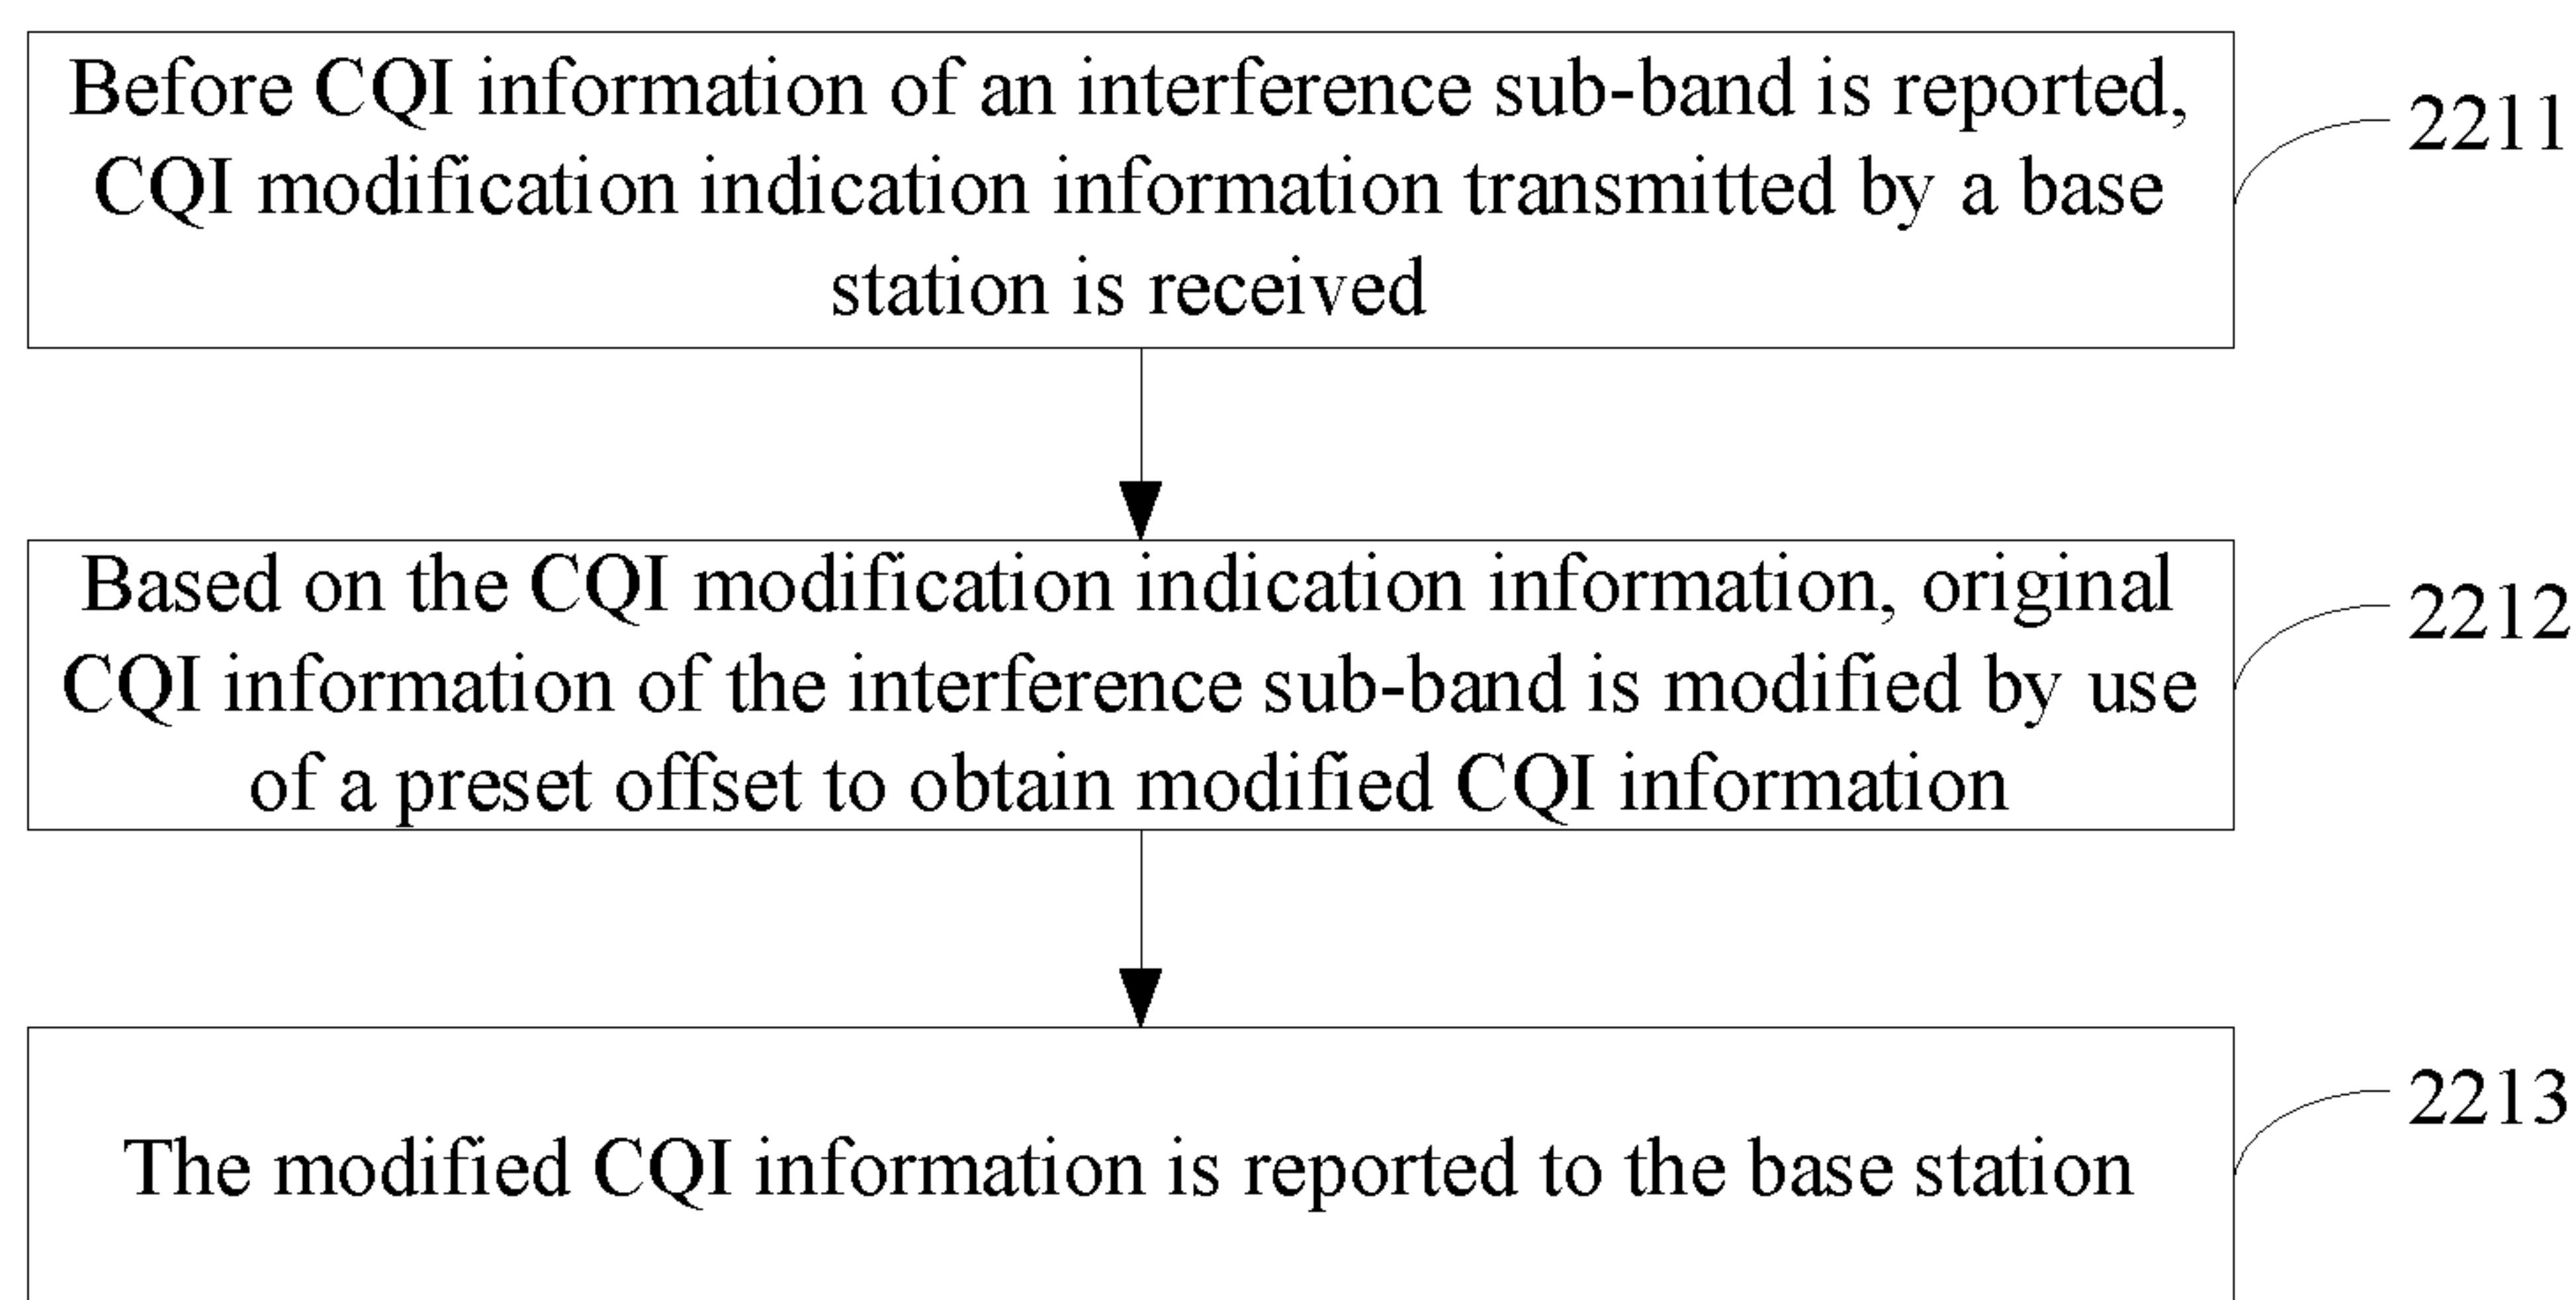 Before CQI information of an interference sub-band is reported,
CQI modification indication information transmitted by a base
station is received
2211
Based on the CQI modification indication information, original
CQI information of the interference sub-band is modified by use
of a preset offset to obtain modified CQI information
2212
The modified CQI information is reported to the base station
2213